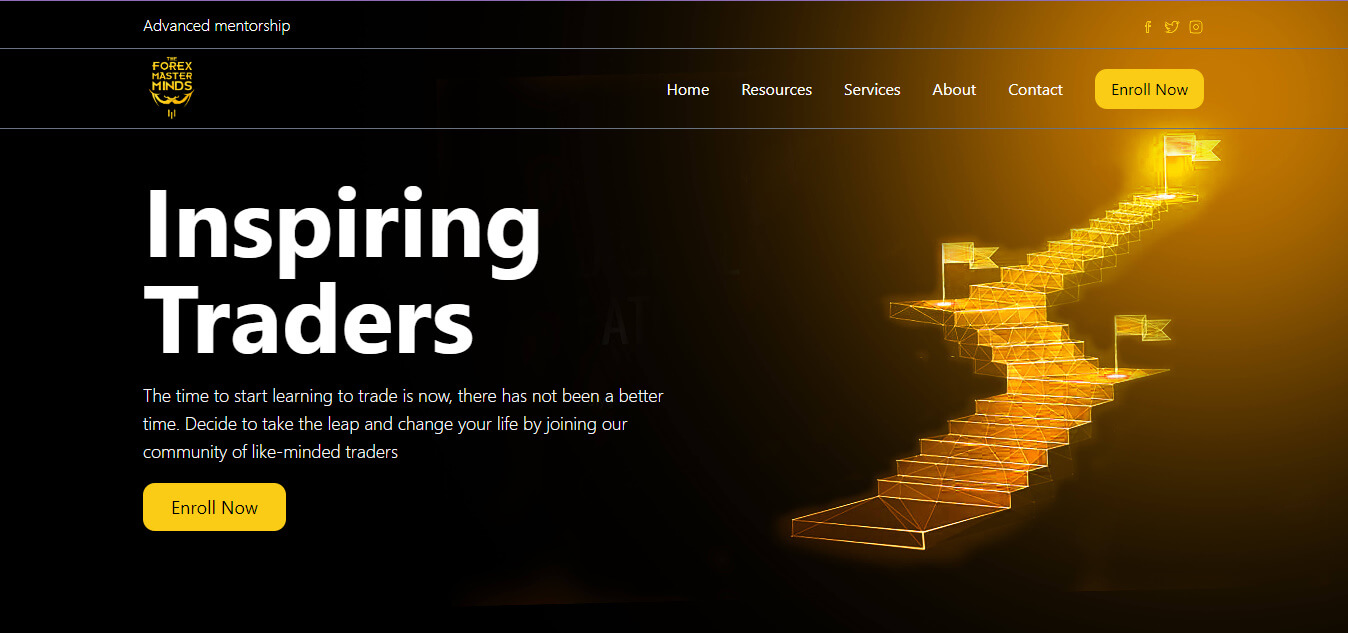 Advanced mentorship
THE
FOREX
MASTER
MINDS
Home Resources Services About Contact Enroll Now
Inspiring
Traders
The time to start learning to trade is now, there has not been a better
time. Decide to take the leap and change your life by joining our
community of like-minded traders
Enroll Now